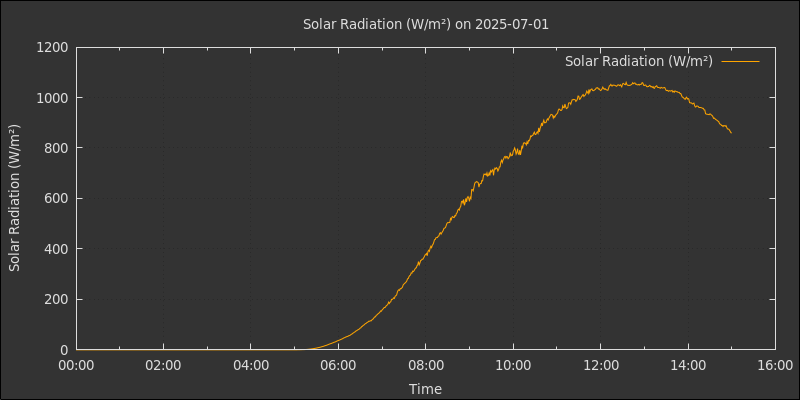 Solar Radiation (W/m²) on 2025-07-01
Solar Radiation (W/m²)
Solar Radiation (W/m²)
1200
1000
800
600
400
200
0
00:00 02:00 04:00 06:00 08:00 10:00 12:00 14:00 16:00
Time